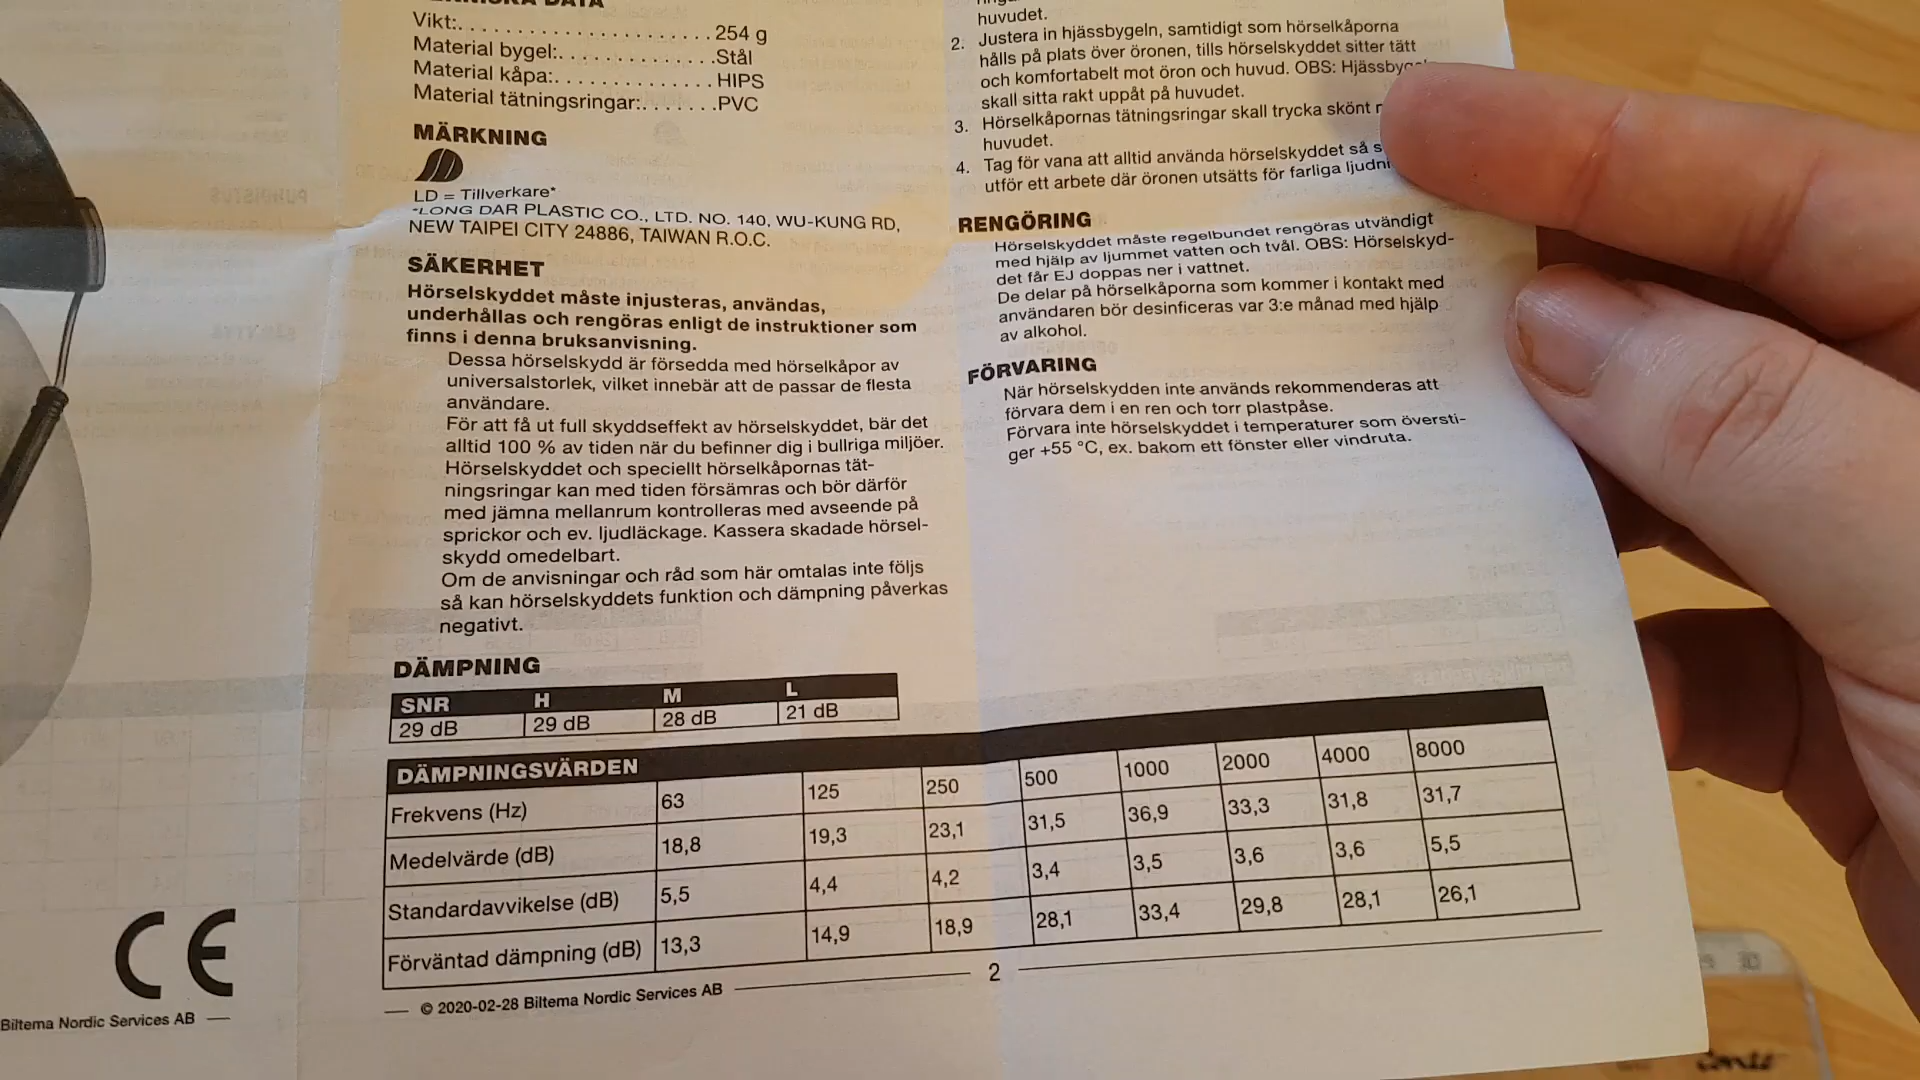 TEKNISKA DATA
Vikt:......................254 g
Material bygel:..............Stål
Material kåpa:..............HIPS
Material tätningsringar:.......PVC
MÄRKNING
LD = Tillverkare*
*LONG DAR PLASTIC CO., LTD. NO. 140, WU-KUNG RD,
NEW TAIPEI CITY 24886, TAIWAN R.O.C.
SÄKERHET
Hörselskyddet måste injusteras, användas,
underhållas och rengöras enligt de instruktioner som
finns i denna bruksanvisning.
Dessa hörselskydd är försedda med hörselkåpor av
universalstorlek, vilket innebär att de passar de flesta
användare.
För att få ut full skyddseffekt av hörselskyddet, bär det
alltid 100 % av tiden när du befinner dig i bullriga miljöer.
Hörselskyddet och speciellt hörselkåpornas tät-
ningsringar kan med tiden försämras och bör därför
med jämna mellanrum kontrolleras med avseende på
sprickor och ev. ljudläckage. Kassera skadade hörsel-
skydd omedelbart.
Om de anvisningar och råd som här omtalas inte följs
så kan hörselskyddets funktion och dämpning påverkas
negativt.
huvudet.
2. Justera in hjässbygeln, samtidigt som hörselkåporna
hålls på plats över öronen, tills hörselskyddet sitter tätt
och komfortabelt mot öron och huvud. OBS: Hjässbygeln
skall sitta rakt uppåt på huvudet.
3. Hörselkåpornas tätningsringar skall trycka skönt
huvudet.
4. Tag för vana att alltid använda hörselskyddet så
utför ett arbete där öronen utsätts för farliga ljudni
RENGÖRING
Hörselskyddet måste regelbundet rengöras utvändigt
med hjälp av ljummet vatten och tvål. OBS: Hörselskyd-
det får EJ doppas ner i vattnet.
De delar på hörselkåporna som kommer i kontakt med
användaren bör desinficeras var 3:e månad med hjälp
av alkohol.
FÖRVARING
När hörselskydden inte används rekommenderas att
förvara dem i en ren och torr plastpåse.
Förvara inte hörselskyddet i temperaturer som översti-
ger +55 °C, ex. bakom ett fönster eller vindruta.
DÄMPNING
SNR H M L
29 dB 29 dB 28 dB 21 dB
DÄMPNINGSVÄRDEN
Frekvens (Hz) 63 125 250 500 1000 2000 4000 8000
Medelvärde (dB) 18,8 19,3 23,1 31,5 36,9 33,3 31,8 31,7
Standardavvikelse (dB) 5,5 4,4 4,2 3,4 3,5 3,6 3,6 5,5
Förväntad dämpning (dB) 13,3 14,9 18,9 28,1 33,4 29,8 28,1 26,1
CE
Biltema Nordic Services AB
© 2020-02-28 Biltema Nordic Services AB
2